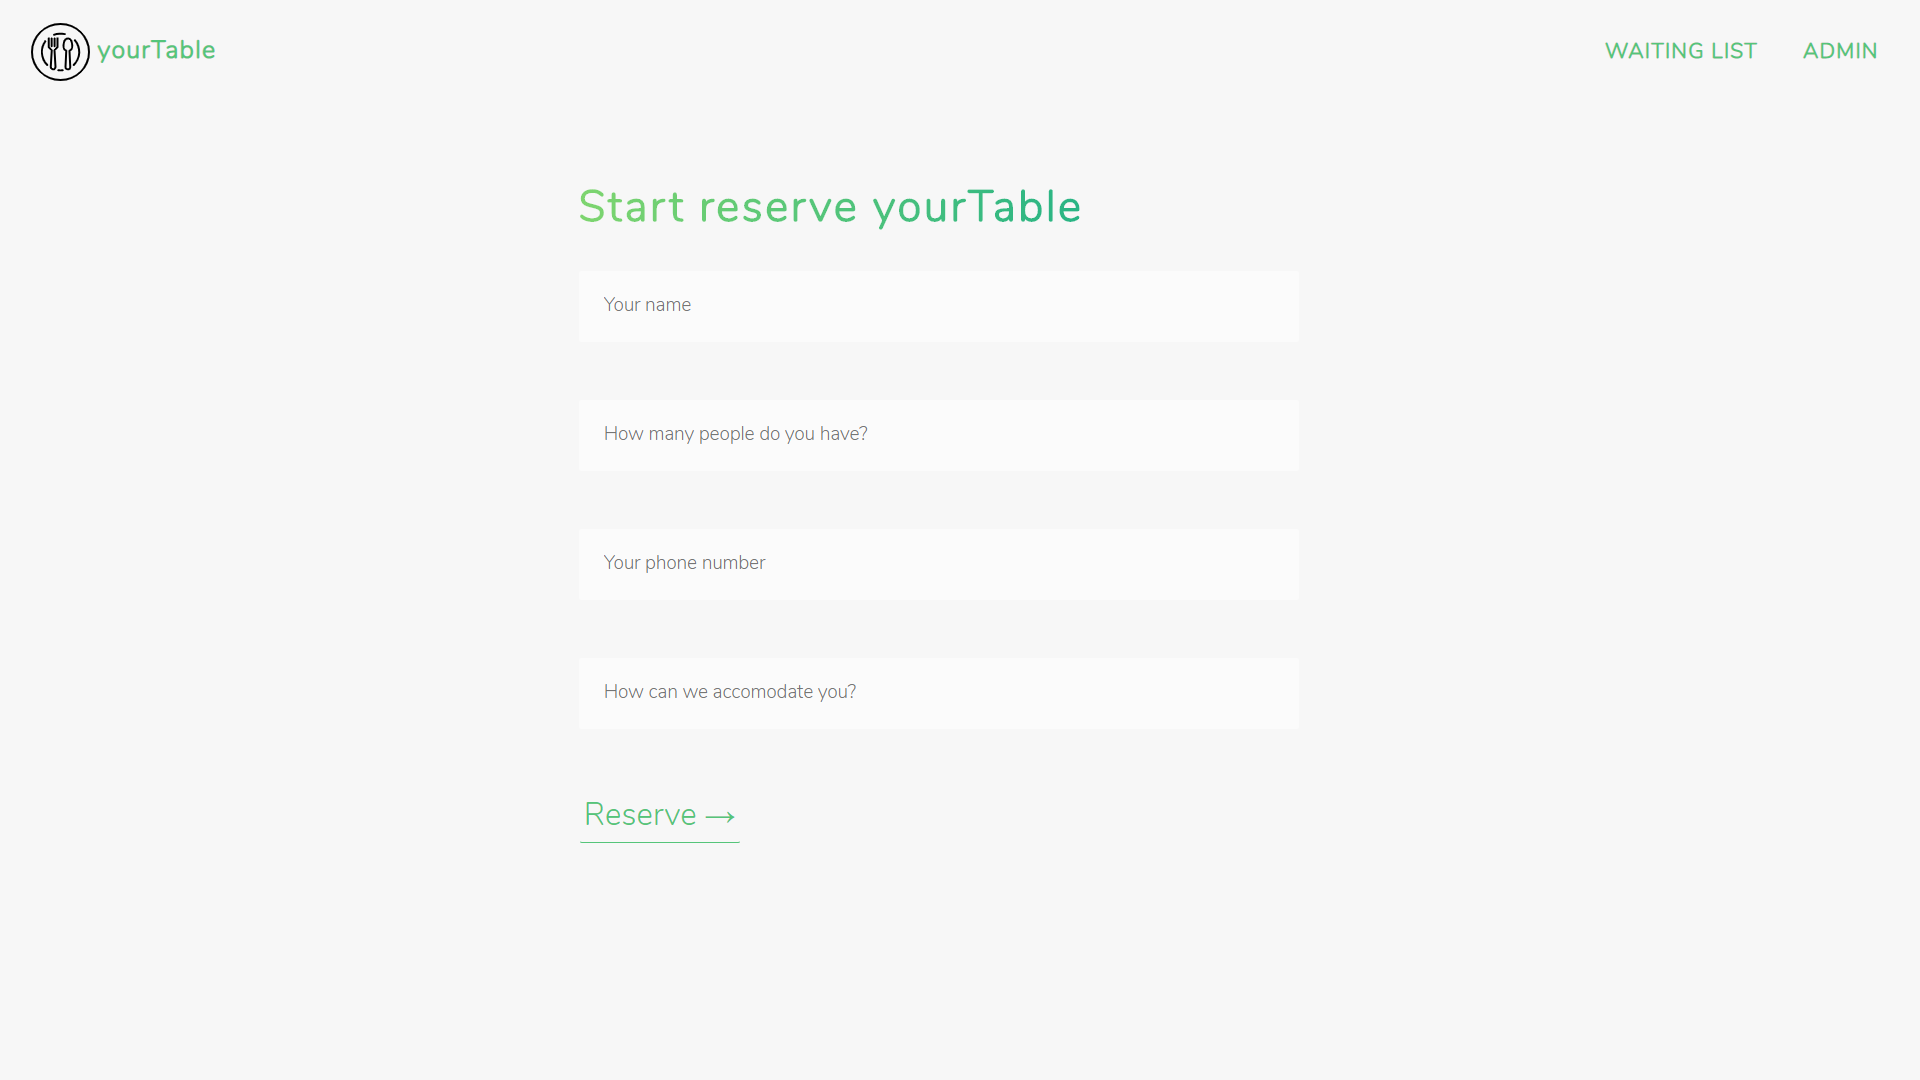 yourTable
WAITING LIST
ADMIN
Start reserve yourTable
Your name
How many people do you have?
Your phone number
How can we accomodate you?
Reserve →